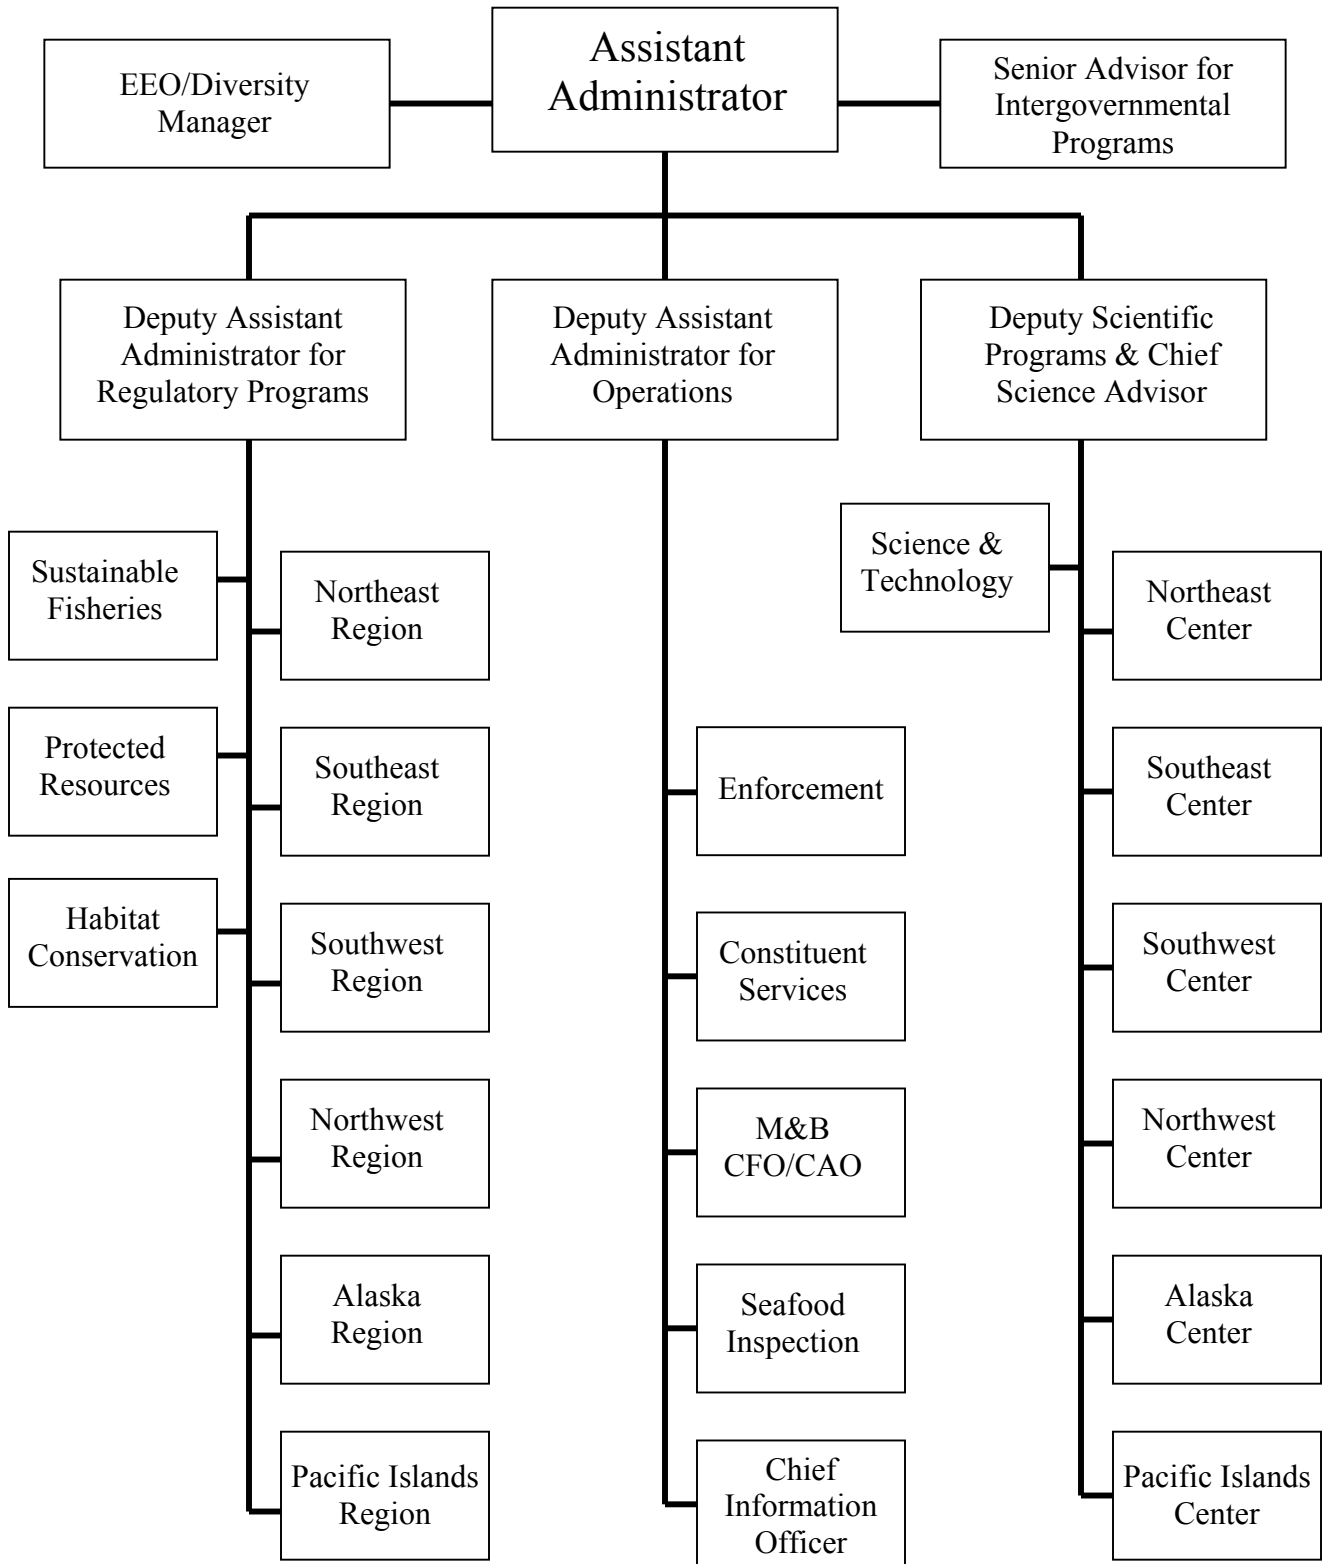 Assistant
Administrator
EEO/Diversity
Manager
Senior Advisor for
Intergovernmental
Programs
Deputy Assistant
Administrator for
Regulatory Programs
Deputy Assistant
Administrator for
Operations
Deputy Scientific
Programs & Chief
Science Advisor
Sustainable
Fisheries
Protected
Resources
Habitat
Conservation
Northeast
Region
Southeast
Region
Southwest
Region
Northwest
Region
Alaska
Region
Pacific Islands
Region
Enforcement
Constituent
Services
M&B
CFO/CAO
Seafood
Inspection
Chief
Information
Officer
Science &
Technology
Northeast
Center
Southeast
Center
Southwest
Center
Northwest
Center
Alaska
Center
Pacific Islands
Center